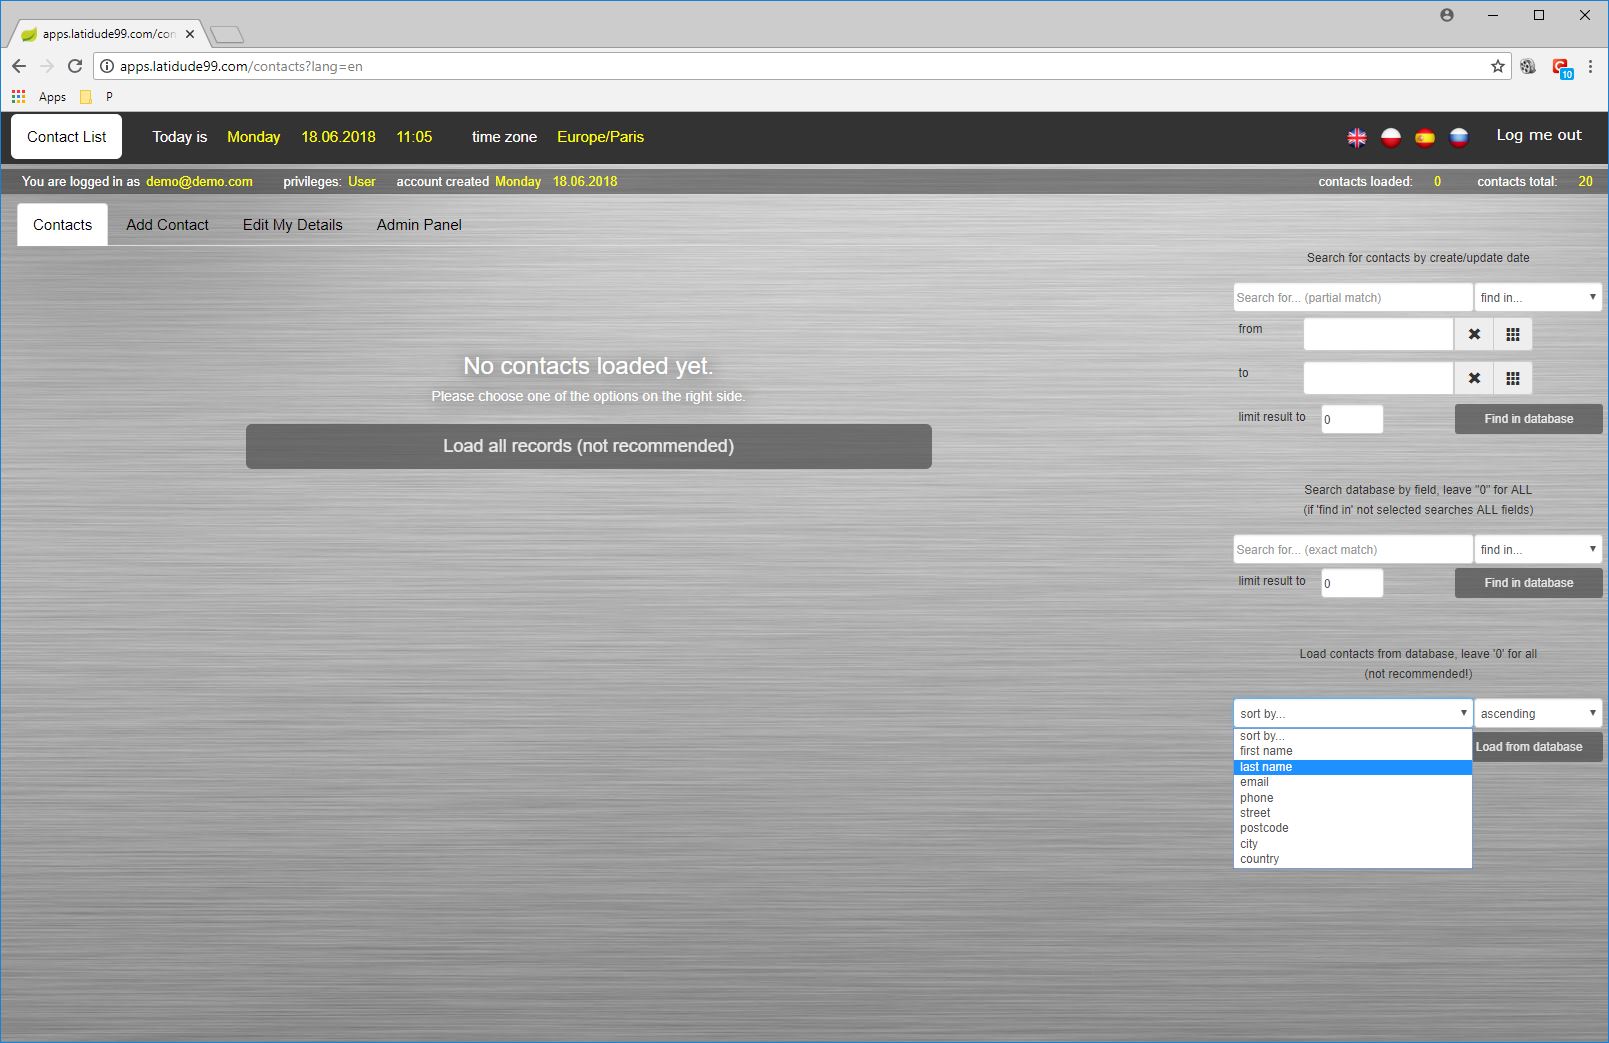 apps.latidude99.com/con
apps.latidude99.com/contacts?lang=en
Apps P
10
Contact List Today is Monday 18.06.2018 11:05 time zone Europe/Paris Log me out
You are logged in as demo@demo.com privileges: User account created Monday 18.06.2018 contacts loaded: 0 contacts total: 20
Contacts Add Contact Edit My Details Admin Panel
Search for contacts by create/update date
Search for... (partial match) find in...
from
to
limit result to 0 Find in database
No contacts loaded yet.
Please choose one of the options on the right side.
Load all records (not recommended)
Search database by field, leave "0" for ALL
(if 'find in' not selected searches ALL fields)
Search for... (exact match) find in...
limit result to 0 Find in database
Load contacts from database, leave '0' for all
(not recommended!)
sort by... ascending
Load from database
sort by...
first name
last name
email
phone
street
postcode
city
country